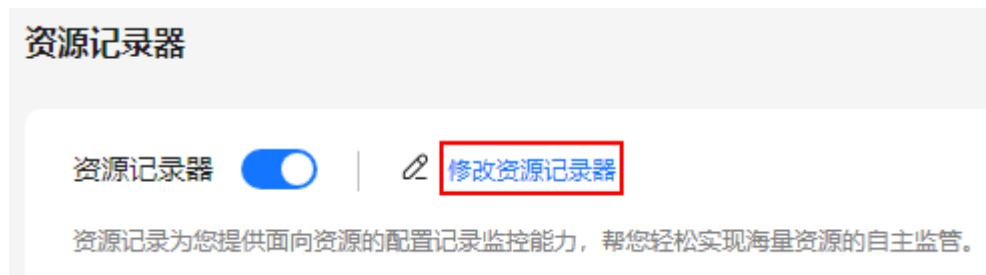 资源记录器
资源记录器 修改资源记录器
资源记录为您提供面向资源的配置记录监控能力，帮您轻松实现海量资源的自主监管。